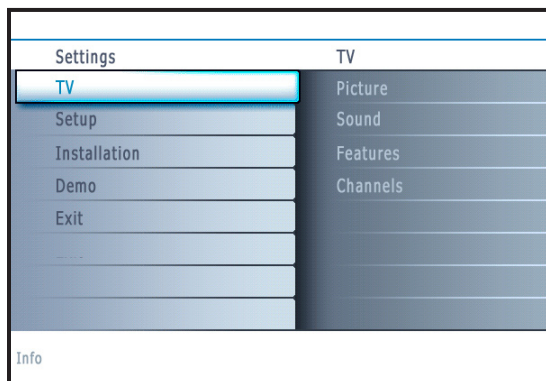 Settings
TV
TV
Picture
Setup
Sound
Installation
Features
Demo
Channels
Exit
Info